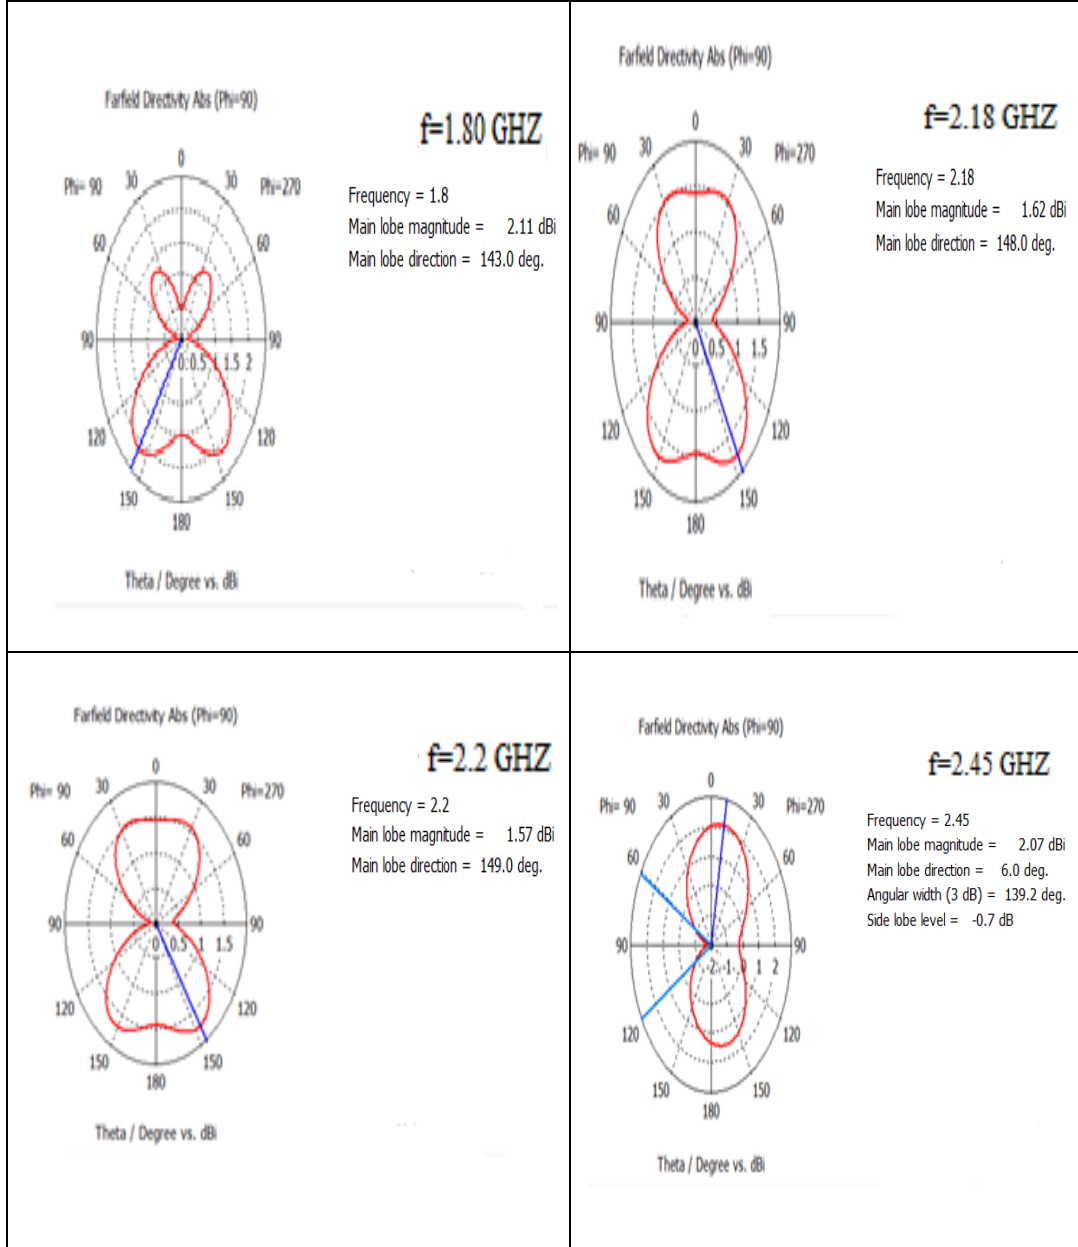 Farfield Directivity Abs (Phi=90)
f=1.80 GHZ
0
Phi= 90 30 30 Phi=270
60 60
90 90
0 0.5 1 1.5 2
120 120
150 150
180
Frequency = 1.8
Main lobe magnitude = 2.11 dBi
Main lobe direction = 143.0 deg.
Theta / Degree vs. dBi
Farfield Directivity Abs (Phi=90)
f=2.18 GHZ
0
Phi= 90 30 30 Phi=270
60 60
90 90
0 0.5 1 1.5
120 120
150 150
180
Frequency = 2.18
Main lobe magnitude = 1.62 dBi
Main lobe direction = 148.0 deg.
Theta / Degree vs. dBi
Farfield Directivity Abs (Phi=90)
f=2.2 GHZ
0
Phi= 90 30 30 Phi=270
60 60
90 90
0 0.5 1 1.5
120 120
150 150
180
Frequency = 2.2
Main lobe magnitude = 1.57 dBi
Main lobe direction = 149.0 deg.
Theta / Degree vs. dBi
Farfield Directivity Abs (Phi=90)
f=2.45 GHZ
0
Phi= 90 30 30 Phi=270
60 60
90 90
-2 -1 0 1 2
120 120
150 150
180
Frequency = 2.45
Main lobe magnitude = 2.07 dBi
Main lobe direction = 6.0 deg.
Angular width (3 dB) = 139.2 deg.
Side lobe level = -0.7 dB
Theta / Degree vs. dBi